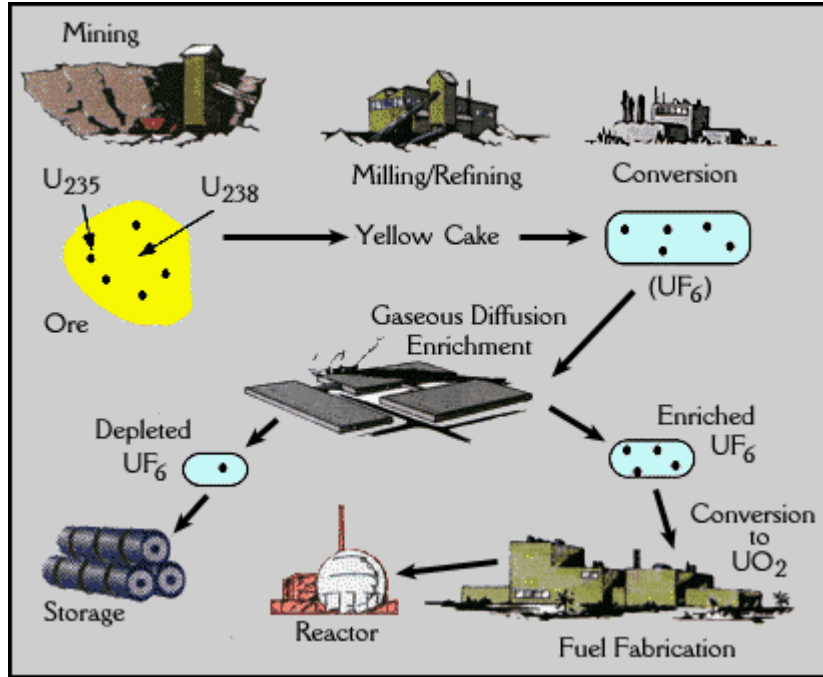 Mining
Milling/Refining
Conversion
U235
U238
Ore
Yellow Cake
(UF6)
Gaseous Diffusion
Enrichment
Depleted
UF6
Enriched
UF6
Storage
Reactor
Conversion
to
UO2
Fuel Fabrication